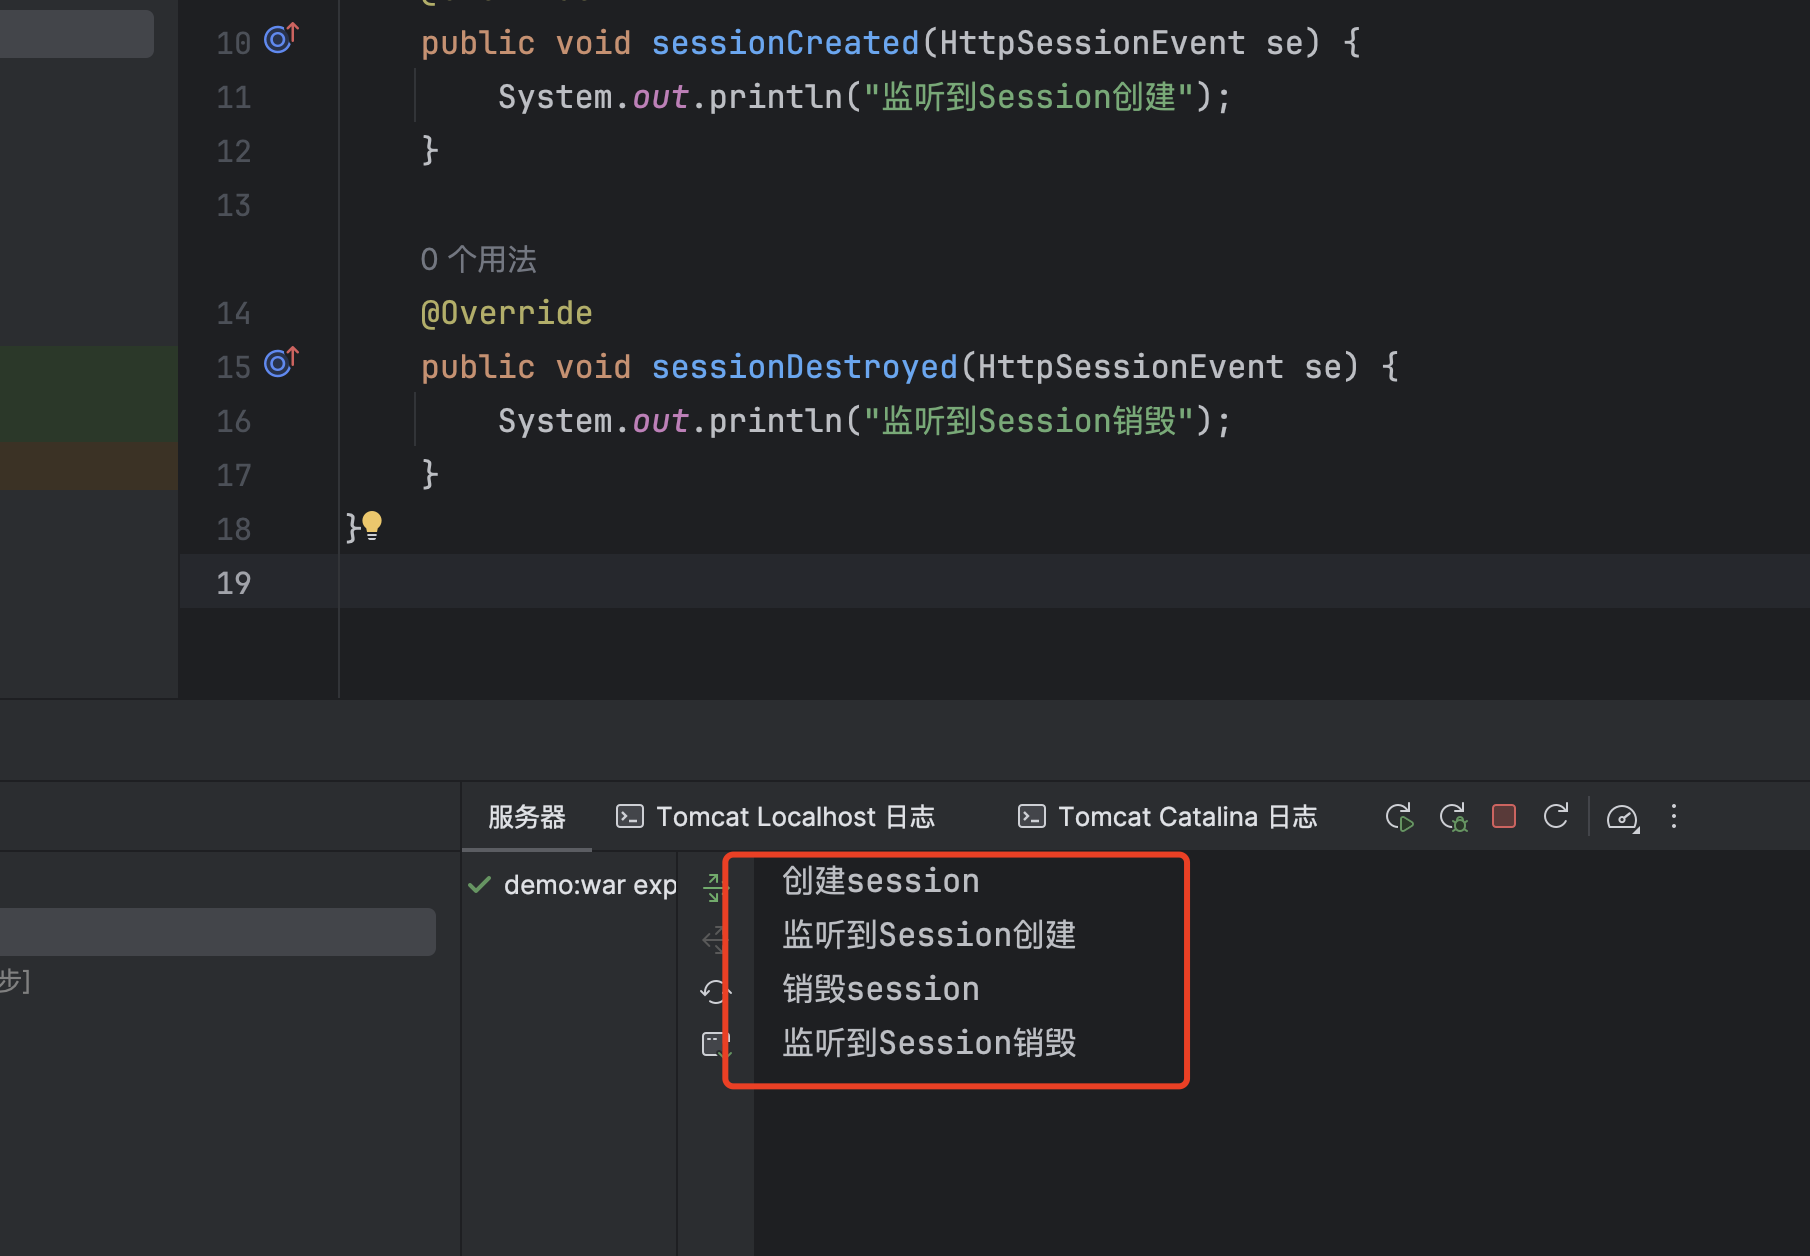 10 public void sessionCreated(HttpSessionEvent se) {
11 System.out.println("监听到Session创建");
12 }
13
0 个用法
14 @Override
15 public void sessionDestroyed(HttpSessionEvent se) {
16 System.out.println("监听到Session销毁");
17 }
18 }
19
服务器 Tomcat Localhost 日志 Tomcat Catalina 日志
demo:war exp
创建session
监听到Session创建
步]
销毁session
监听到Session销毁